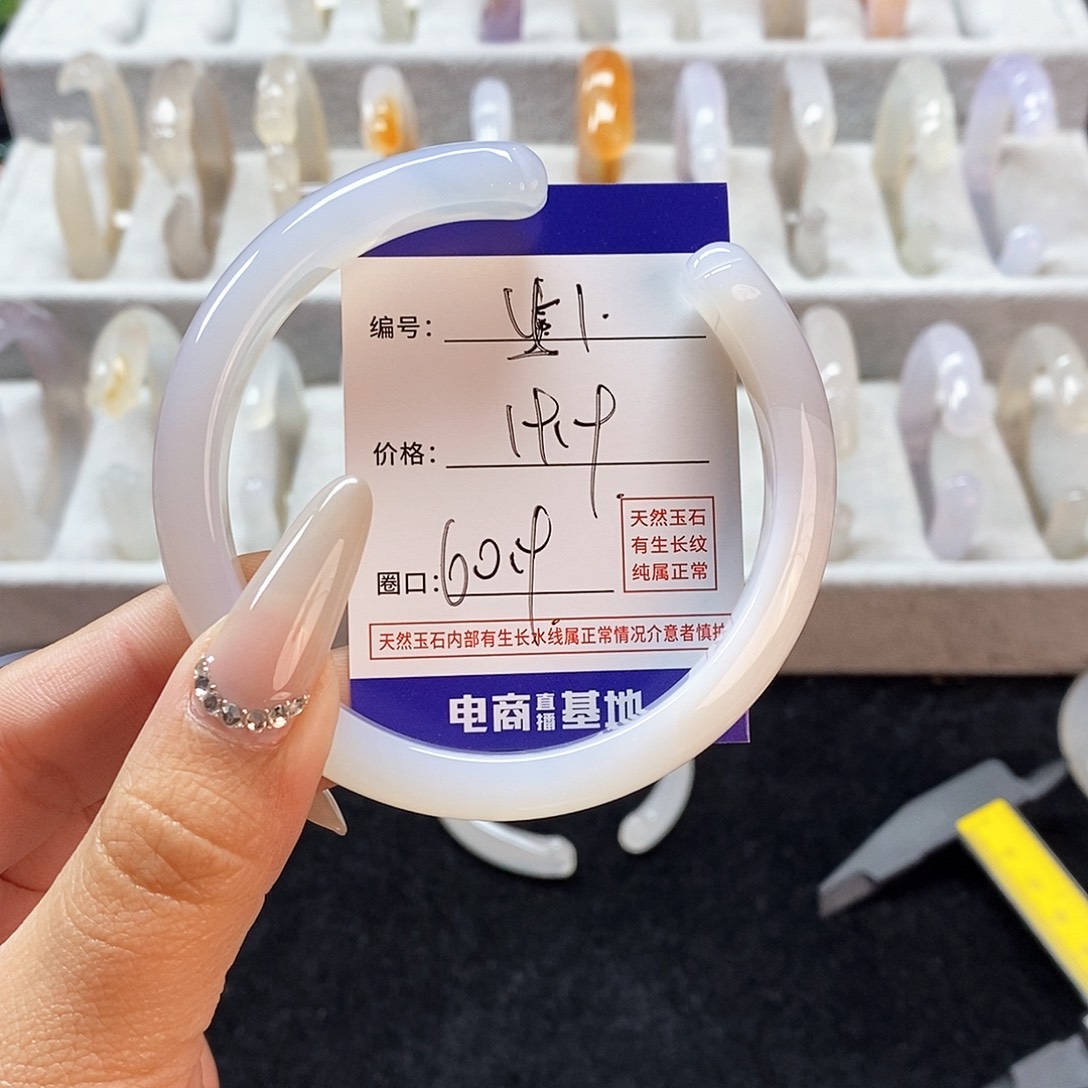 编号：
价格：
圈口：60
天然玉石
有生长纹
纯属正常
天然玉石内部有生长水线属正常情况介意者慎拍
电商直播基地